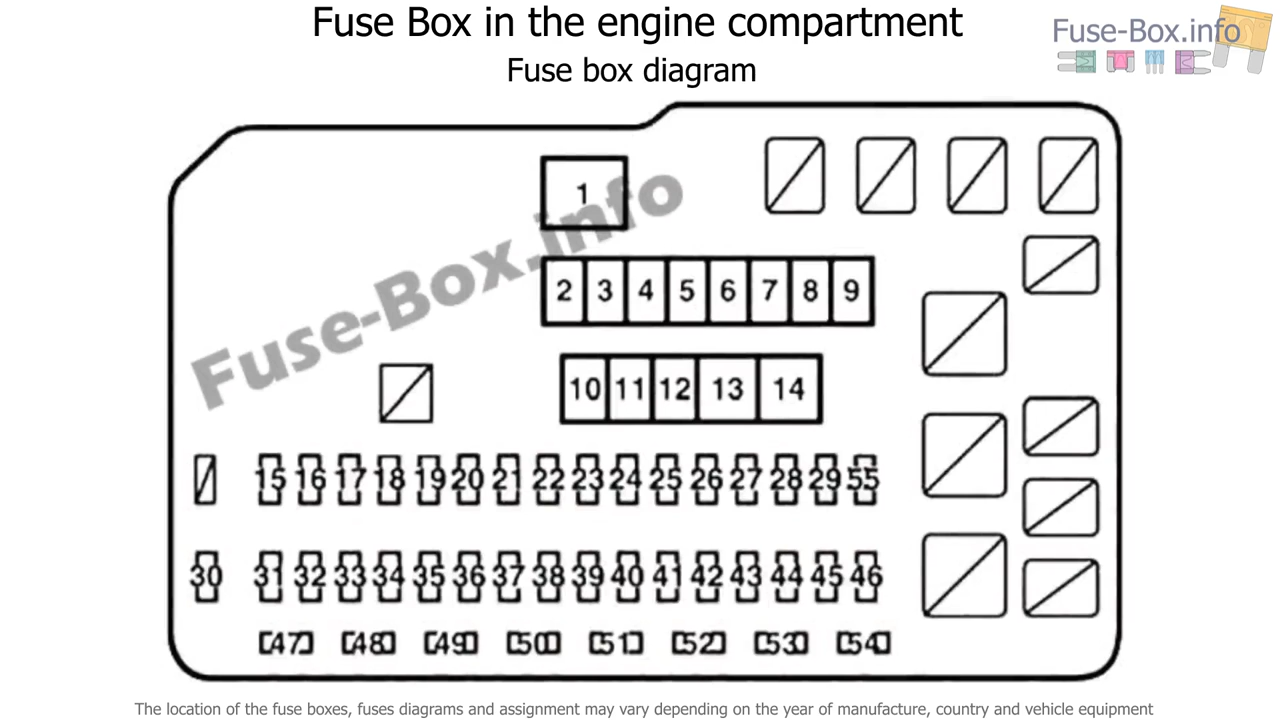 Fuse Box in the engine compartment
Fuse-Box.info
Fuse box diagram
1
Fuse-Box.info
2 3 4 5 6 7 8 9
10 11 12 13 14
15 16 17 18 19 20 21 22 23 24 25 26 27 28 29 55
30 31 32 33 34 35 36 37 38 39 40 41 42 43 44 45 46
47 48 49 50 51 52 53 54
The location of the fuse boxes, fuses diagrams and assignment may vary depending on the year of manufacture, country and vehicle equipment